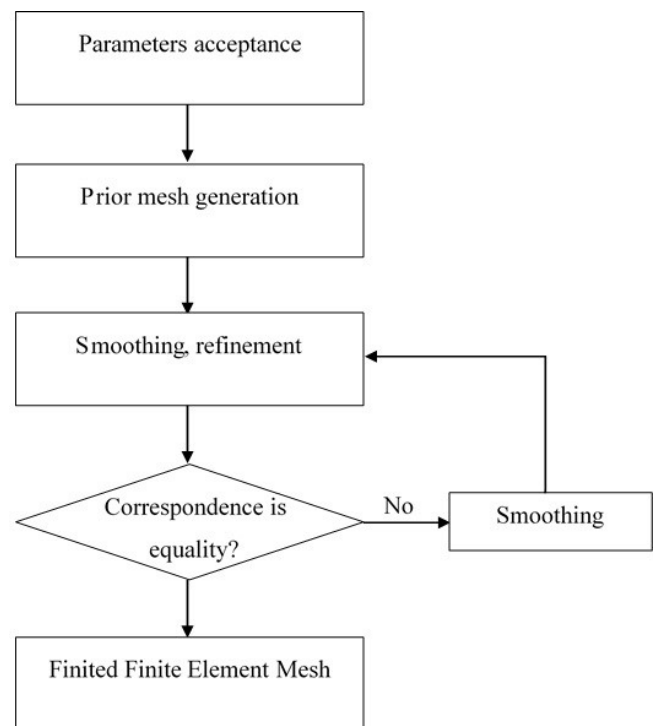 Parameters acceptance
Prior mesh generation
Smoothing, refinement
Correspondence is
equality?
No
Smoothing
Finited Finite Element Mesh